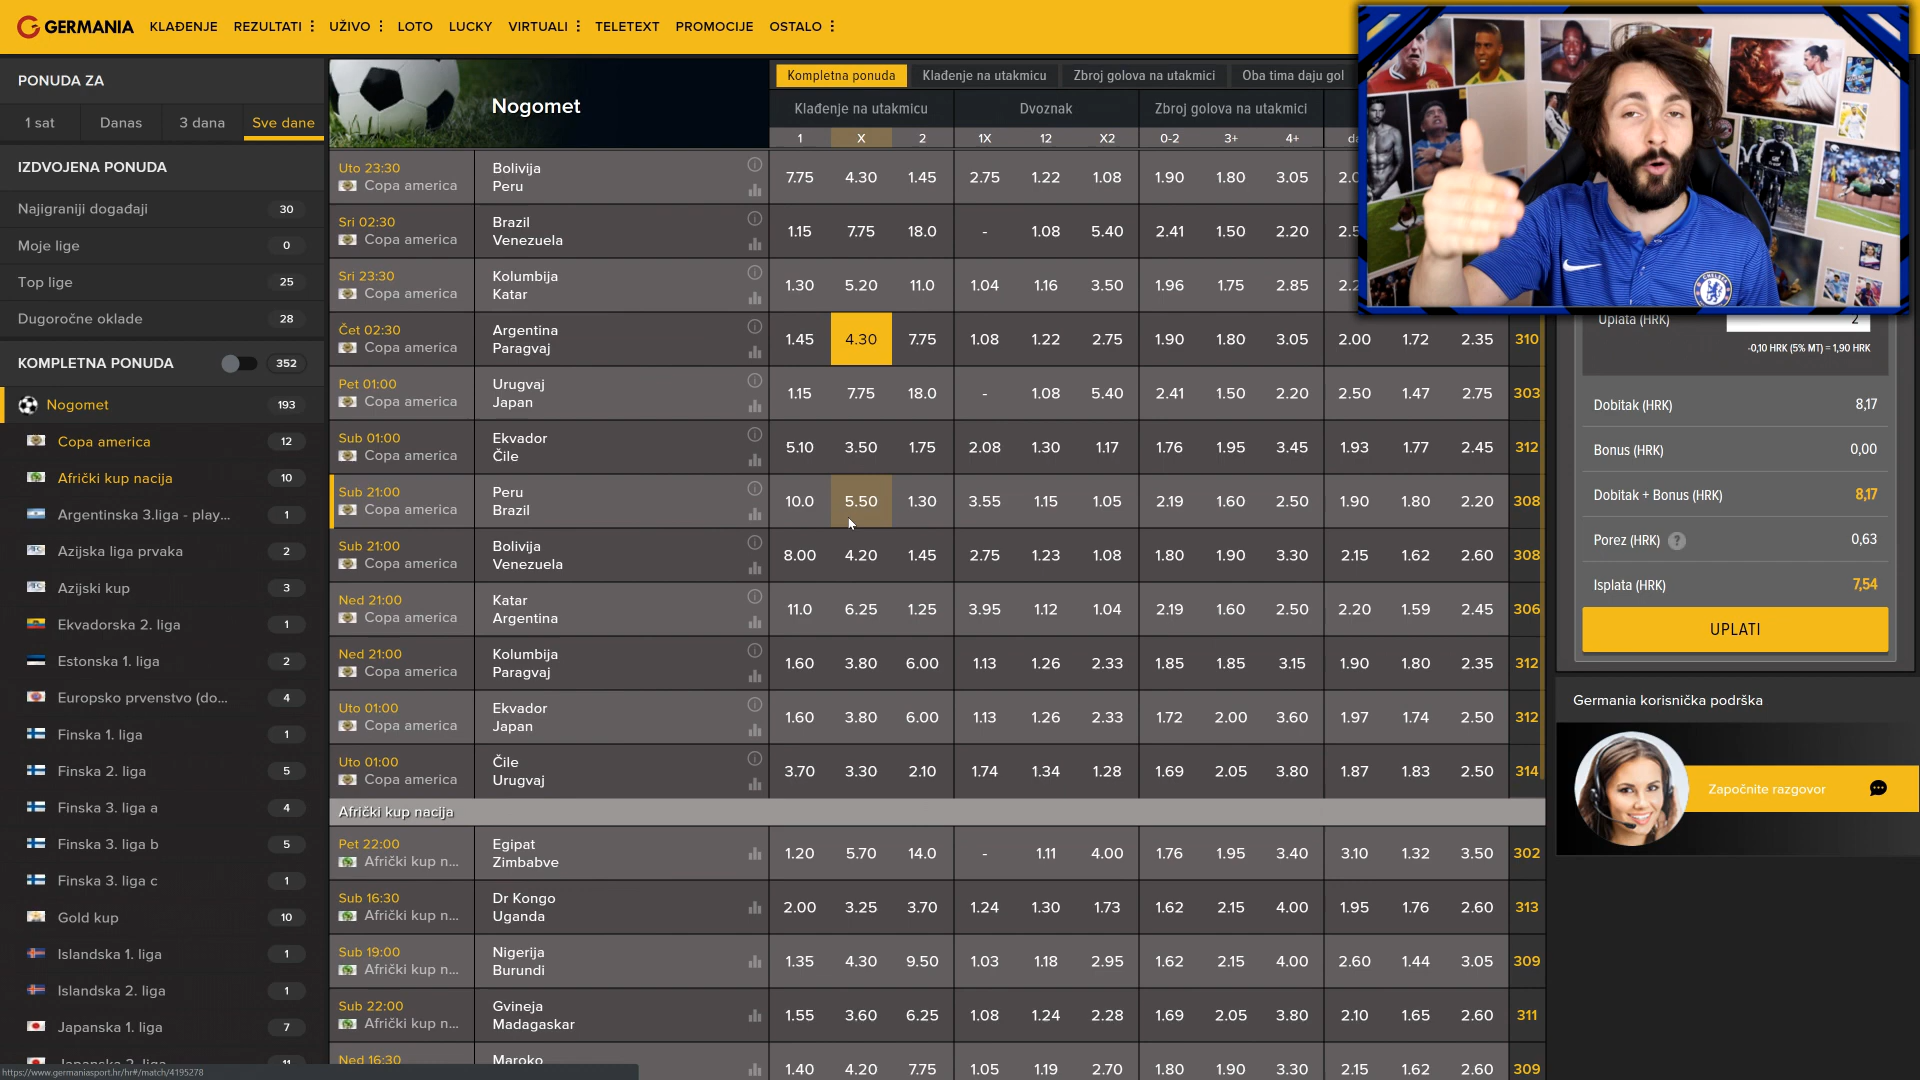 GERMANIA KLAĐENJE REZULTATI UŽIVO LOTO LUCKY VIRTUALI TELETEXT PROMOCIJE OSTALO
PONUDA ZA
1 sat Danas 3 dana Sve dane
IZDVOJENA PONUDA
Najigraniji događaji 30
Moje lige 0
Top lige 25
Dugoročne oklade 28
KOMPLETNA PONUDA 352
Nogomet 193
Copa america 12
Afrički kup nacija 10
Argentinska 3.liga - play... 1
Azijska liga prvaka 2
Azijski kup 3
Ekvadorska 2. liga 1
Estonska 1. liga 2
Europsko prvenstvo (do... 4
Finska 1. liga 1
Finska 2. liga 5
Finska 3. liga a 4
Finska 3. liga b 5
Finska 3. liga c 1
Gold kup 10
Islandska 1. liga 1
Islandska 2. liga 1
Japanska 1. liga 7
https://www.germaniasport.hr/hr#/match/4195278
Nogomet
Kompletna ponuda Klađenje na utakmicu Zbroj golova na utakmici Oba tima daju gol
Klađenje na utakmicu Dvoznak Zbroj golova na utakmici
1 X 2 1X 12 X2 0-2 3+ 4+
Uto 23:30 Bolivija
Copa america Peru
7.75 4.30 1.45 2.75 1.22 1.08 1.90 1.80 3.05
Sri 02:30 Brazil
Copa america Venezuela
1.15 7.75 18.0 - 1.08 5.40 2.41 1.50 2.20
Sri 23:30 Kolumbija
Copa america Katar
1.30 5.20 11.0 1.04 1.16 3.50 1.96 1.75 2.85
Čet 02:30 Argentina
Copa america Paragvaj
1.45 4.30 7.75 1.08 1.22 2.75 1.90 1.80 3.05 2.00 1.72 2.35 310
Pet 01:00 Urugvaj
Copa america Japan
1.15 7.75 18.0 - 1.08 5.40 2.41 1.50 2.20 2.50 1.47 2.75 303
Sub 01:00 Ekvador
Copa america Čile
5.10 3.50 1.75 2.08 1.30 1.17 1.76 1.95 3.45 1.93 1.77 2.45 312
Sub 21:00 Peru
Copa america Brazil
10.0 5.50 1.30 3.55 1.15 1.05 2.19 1.60 2.50 1.90 1.80 2.20 308
Sub 21:00 Bolivija
Copa america Venezuela
8.00 4.20 1.45 2.75 1.23 1.08 1.80 1.90 3.30 2.15 1.62 2.60 308
Ned 21:00 Katar
Copa america Argentina
11.0 6.25 1.25 3.95 1.12 1.04 2.19 1.60 2.50 2.20 1.59 2.45 306
Ned 21:00 Kolumbija
Copa america Paragvaj
1.60 3.80 6.00 1.13 1.26 2.33 1.85 1.85 3.15 1.90 1.80 2.35 312
Uto 01:00 Ekvador
Copa america Japan
1.60 3.80 6.00 1.13 1.26 2.33 1.72 2.00 3.60 1.97 1.74 2.50 312
Uto 01:00 Čile
Copa america Urugvaj
3.70 3.30 2.10 1.74 1.34 1.28 1.69 2.05 3.80 1.87 1.83 2.50 314
Afrički kup nacija
Pet 22:00 Egipat
Afrički kup n... Zimbabve
1.20 5.70 14.0 - 1.11 4.00 1.76 1.95 3.40 3.10 1.32 3.50 302
Sub 16:30 Dr Kongo
Afrički kup n... Uganda
2.00 3.25 3.70 1.24 1.30 1.73 1.62 2.15 4.00 1.95 1.76 2.60 313
Sub 19:00 Nigerija
Afrički kup n... Burundi
1.35 4.30 9.50 1.03 1.18 2.95 1.62 2.15 4.00 2.60 1.44 3.05 309
Sub 22:00 Gvineja
Afrički kup n... Madagaskar
1.55 3.60 6.25 1.08 1.24 2.28 1.69 2.05 3.80 2.10 1.65 2.60 311
Ned 16:30 Maroko
1.40 4.20 7.75 1.05 1.19 2.70 1.80 1.90 3.30 2.15 1.62 2.60 309
Uplata (HRK) 2
-0,10 HRK (5% MT) = 1,90 HRK
Dobitak (HRK) 8,17
Bonus (HRK) 0,00
Dobitak + Bonus (HRK) 8,17
Porez (HRK) ? 0,63
Isplata (HRK) 7,54
UPLATI
Germania korisnička podrška
Započnite razgovor